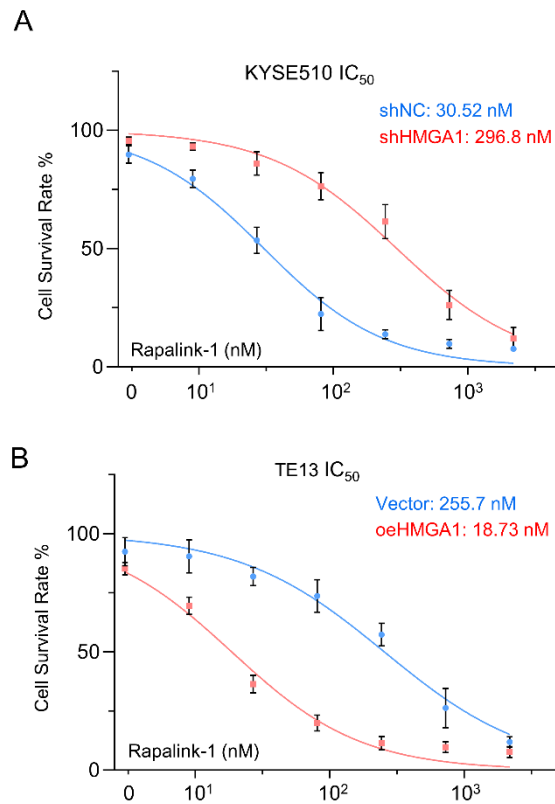 A
KYSE510 IC₅₀
shNC: 30.52 nM
shHMGA1: 296.8 nM
Cell Survival Rate %
100
50
0
Rapalink-1 (nM)
0 10¹ 10² 10³
B
TE13 IC₅₀
Vector: 255.7 nM
oeHMGA1: 18.73 nM
Cell Survival Rate %
100
50
0
Rapalink-1 (nM)
0 10¹ 10² 10³